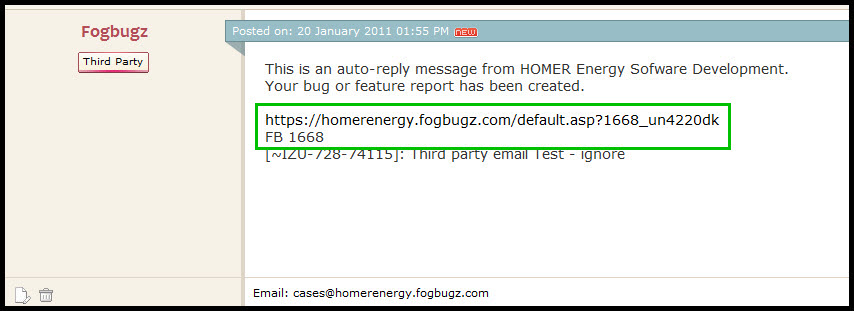 Fogbugz
Third Party
Posted on: 20 January 2011 01:55 PM NEW
This is an auto-reply message from HOMER Energy Sofware Development.
Your bug or feature report has been created.
https://homerenergy.fogbugz.com/default.asp?1668_un4220dk
FB 1668
[~IZU-728-74115]: Third party email Test - ignore
Email: cases@homerenergy.fogbugz.com